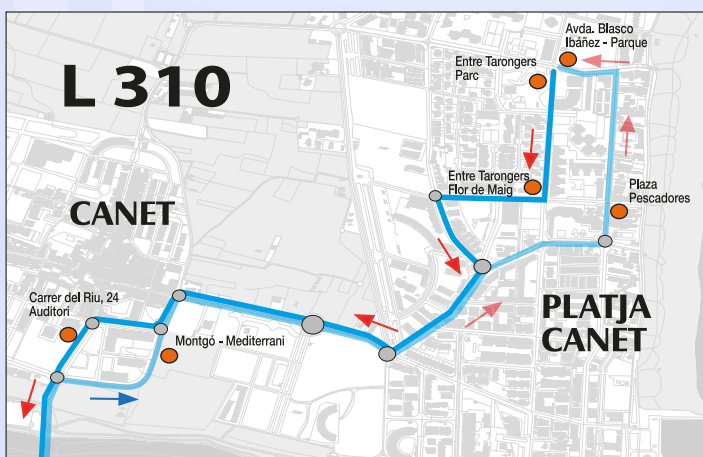 L 310
Avda. Blasco
Ibáñez - Parque
Entre Tarongers
Parc
Entre Tarongers
Flor de Maig
Plaza
Pescadores
CANET
PLATJA
CANET
Carrer del Riu, 24
Auditori
Montgó - Mediterrani